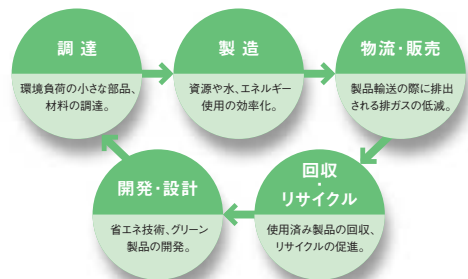 調達
環境負荷の小さな部品、
材料の調達。
製造
資源や水、エネルギー
使用の効率化。
物流・販売
製品輸送の際に排出
される排ガスの低減。
回収
・
リサイクル
使用済み製品の回収、
リサイクルの促進。
開発・設計
省エネ技術、グリーン
製品の開発。